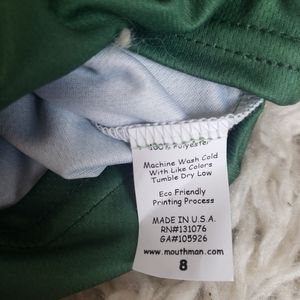 100% Polyester
Machine Wash Cold
With Like Colors
Tumble Dry Low
Eco Friendly
Printing Process
MADE IN U.S.A.
RN#131076
GA#105926
www.mouthman.com
8